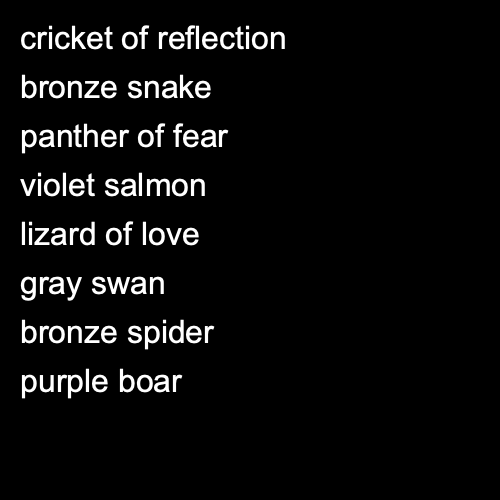 cricket of reflection
bronze snake
panther of fear
violet salmon
lizard of love
gray swan
bronze spider
purple boar